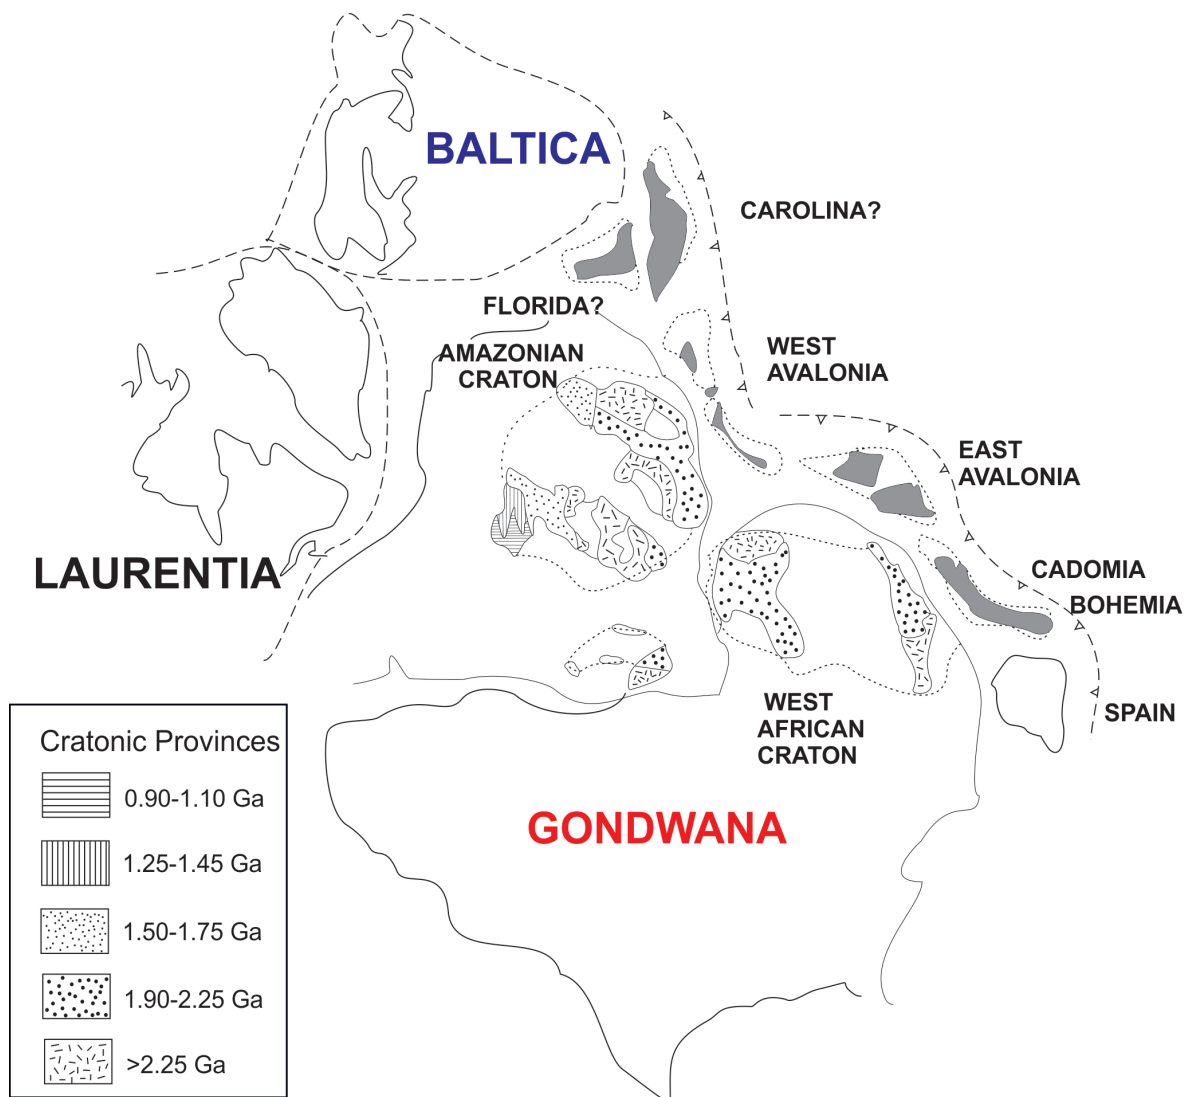 BALTICA
CAROLINA?
FLORIDA?
AMAZONIAN
CRATON
WEST
AVALONIA
EAST
AVALONIA
LAURENTIA
CADOMIA
BOHEMIA
SPAIN
WEST
AFRICAN
CRATON
GONDWANA
Cratonic Provinces
0.90-1.10 Ga
1.25-1.45 Ga
1.50-1.75 Ga
1.90-2.25 Ga
>2.25 Ga